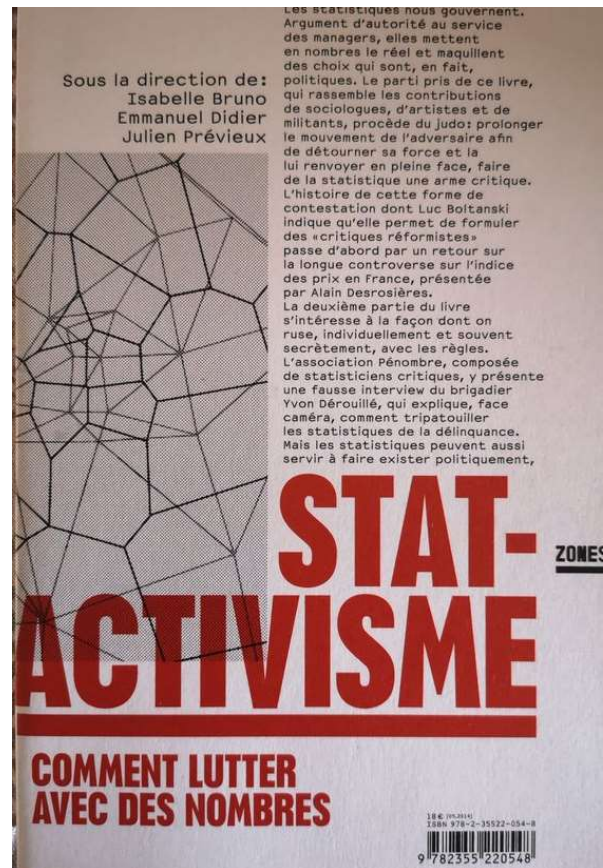 Les statistiques nous gouvernent.
Argument d'autorité au service
des managers, elles mettent
en nombres le réel et maquillent
des choix qui sont, en fait,
politiques. Le parti pris de ce livre,
qui rassemble les contributions
de sociologues, d'artistes et de
militants, procède du judo: prolonger
le mouvement de l'adversaire afin
de détourner sa force et la
lui renvoyer en pleine face, faire
de la statistique une arme critique.
L'histoire de cette forme de
contestation dont Luc Boltanski
indique qu'elle permet de formuler
des «critiques réformistes»
passe d'abord par un retour sur
la longue controverse sur l'indice
des prix en France, présentée
par Alain Desrosières.
La deuxième partie du livre
s'intéresse à la façon dont on
ruse, individuellement et souvent
secrètement, avec les règles.
L'association Pénombre, composée
de statisticiens critiques, y présente
une fausse interview du brigadier
Yvon Dérouillé, qui explique, face
caméra, comment tripatouiller
les statistiques de la délinquance.
Mais les statistiques peuvent aussi
servir à faire exister politiquement,
Sous la direction de:
Isabelle Bruno
Emmanuel Didier
Julien Prévieux
STAT-
ACTIVISME
ZONES
COMMENT LUTTER
AVEC DES NOMBRES
18 € [05.2014]
ISBN 978-2-35522-054-8
9 782355 220548